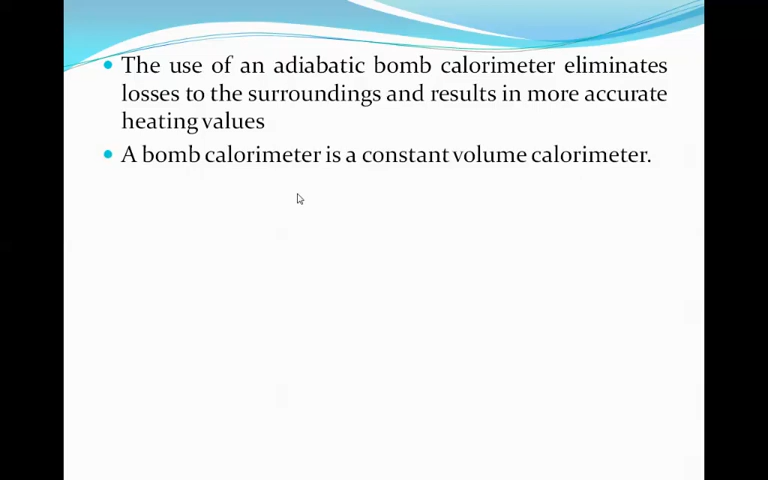 The use of an adiabatic bomb calorimeter eliminates
losses to the surroundings and results in more accurate
heating values
A bomb calorimeter is a constant volume calorimeter.